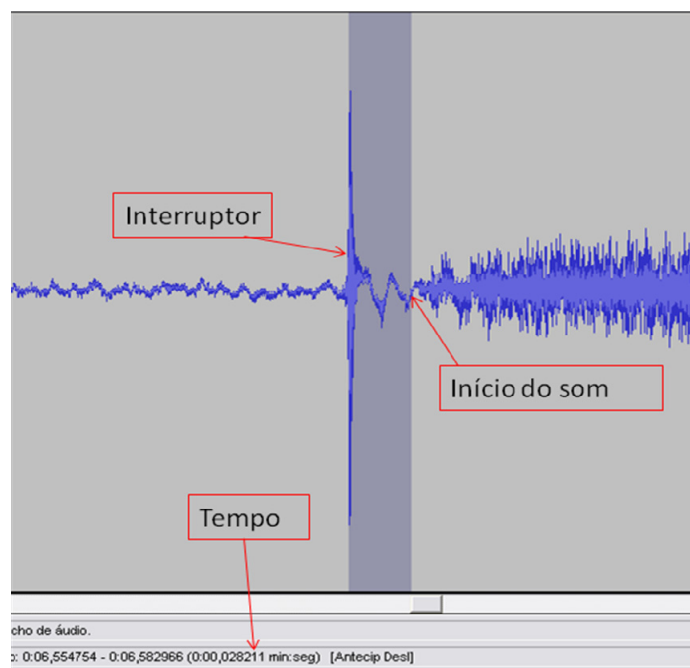 Interruptor
Início do som
Tempo
cho de áudio.
o: 0:06,554754 - 0:06,582966 (0:00,028211 min:seg) [Antecip Desl]